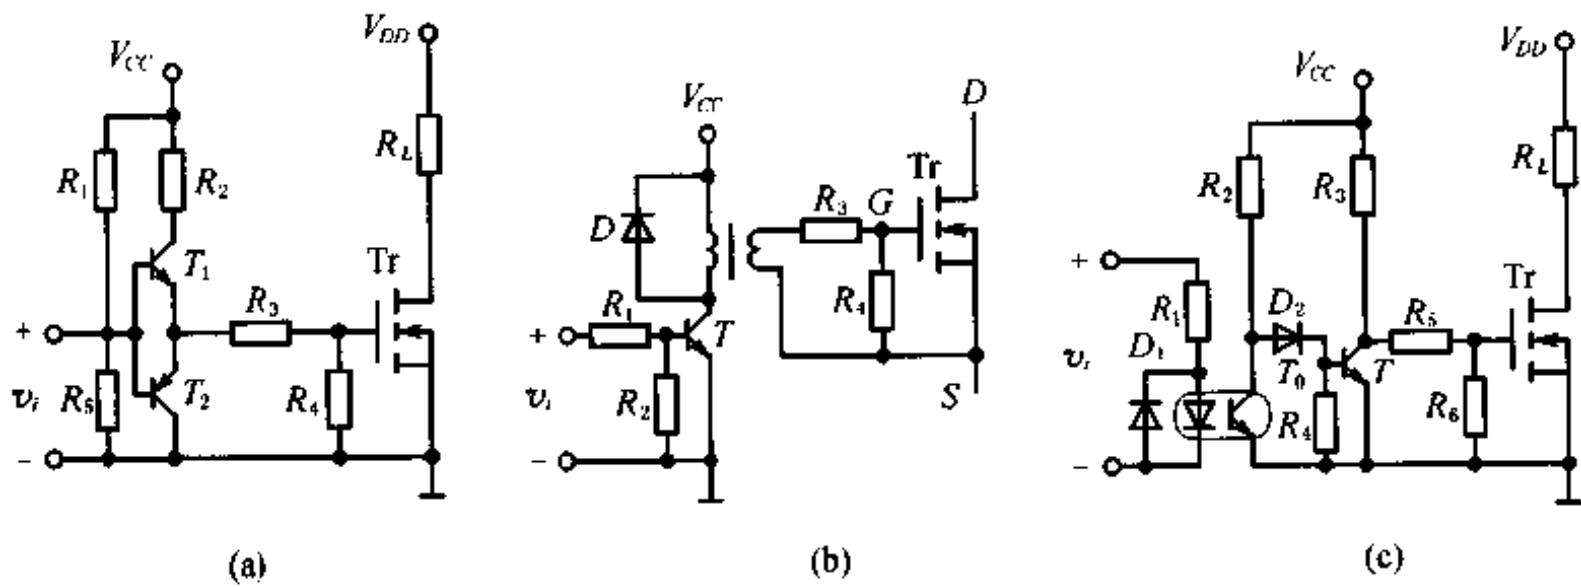 V_CC
V_DD
R_1
R_2
R_L
T_1
Tr
R_3
+
v_i
R_5
T_2
R_4
−
(a)
V_CC
D
D
R_3
G
Tr
+
R_1
T
R_4
v_i
R_2
S
−
(b)
V_CC
V_DD
R_2
R_3
R_L
+
R_1
D_2
R_5
Tr
D_1
v_i
T_0
T
R_4
R_6
−
(c)